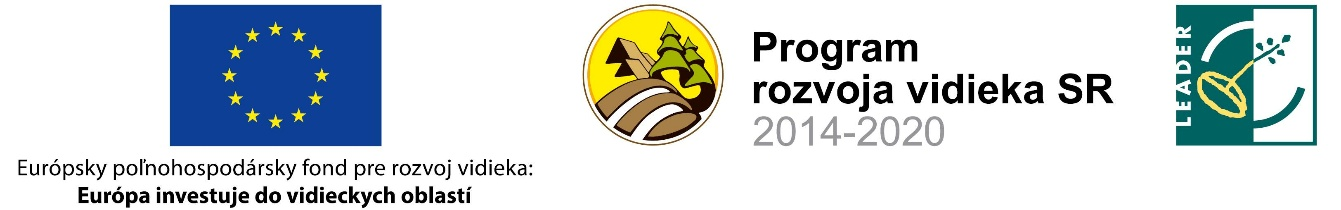 Európsky poľnohospodársky fond pre rozvoj vidieka:
Európa investuje do vidieckych oblastí
Program
rozvoja vidieka SR
2014-2020
LEADER